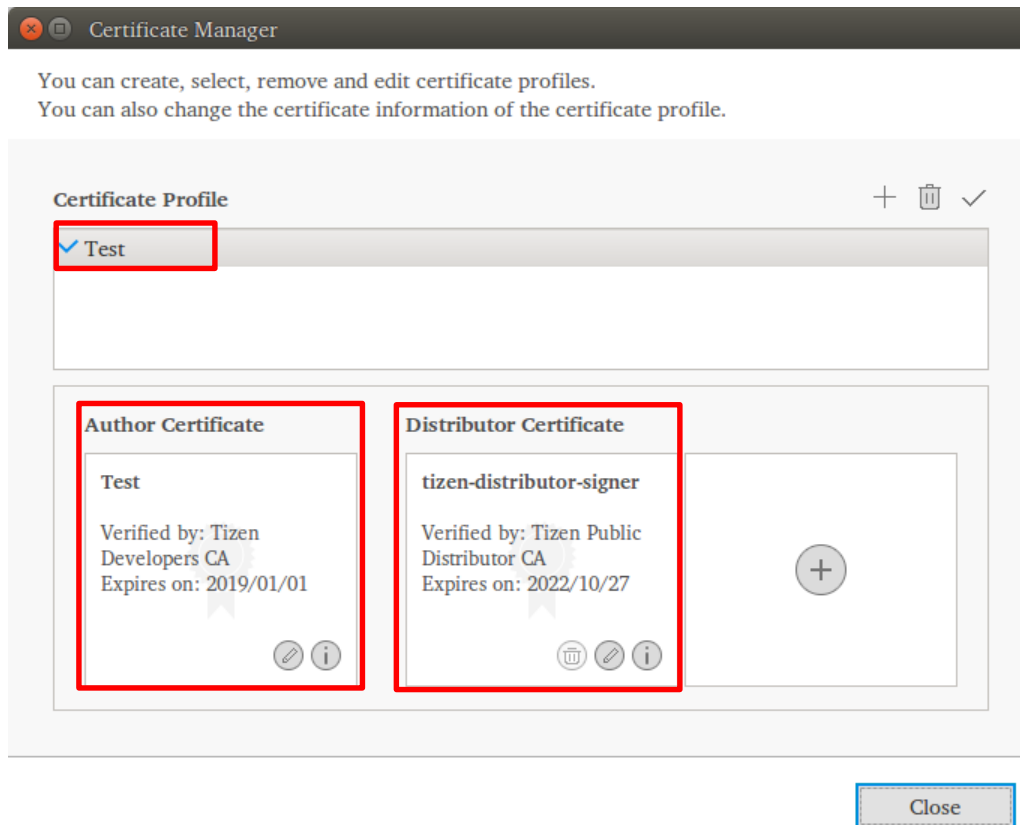 Certificate Manager
You can create, select, remove and edit certificate profiles.
You can also change the certificate information of the certificate profile.
Certificate Profile
Test
Author Certificate
Test
Verified by: Tizen
Developers CA
Expires on: 2019/01/01
Distributor Certificate
tizen-distributor-signer
Verified by: Tizen Public
Distributor CA
Expires on: 2022/10/27
Close